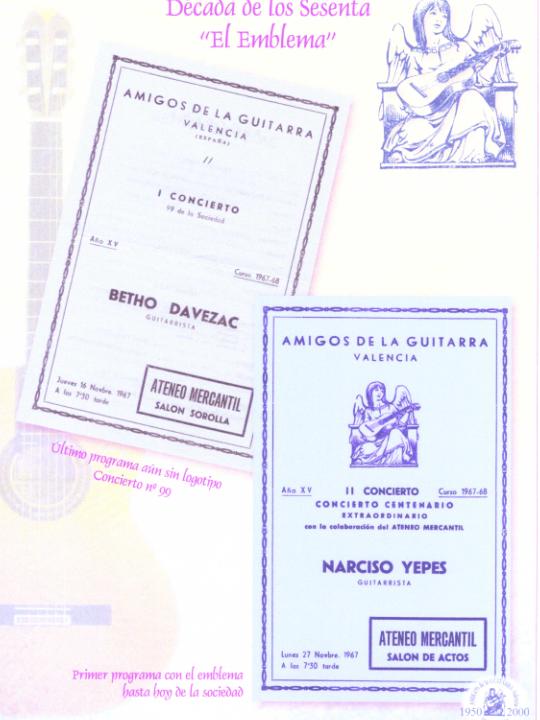 Década de los Sesenta
"El Emblema"
AMIGOS DE LA GUITARRA
VALENCIA
(ESPAÑA)
//
I CONCIERTO
99 de la Sociedad
Año XV
Curso 1967-68
BETHO DAVEZAC
GUITARRISTA
Jueves 16 Novbre. 1967
A las 7'30 tarde
ATENEO MERCANTIL
SALON SOROLLA
Último programa aún sin logotipo
Concierto nº 99
AMIGOS DE LA GUITARRA
VALENCIA
Año XV II CONCIERTO Curso 1967-68
CONCIERTO CENTENARIO
EXTRAORDINARIO
con la colaboración del ATENEO MERCANTIL
NARCISO YEPES
GUITARRISTA
Lunes 27 Novbre. 1967
A las 7'30 tarde
ATENEO MERCANTIL
SALON DE ACTOS
Primer programa con el emblema
hasta hoy de la sociedad
1950 2000